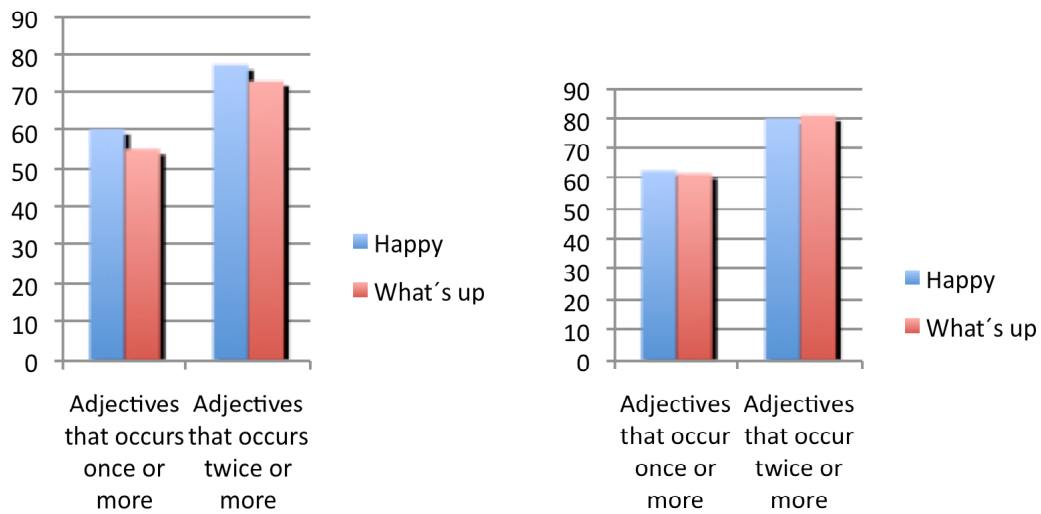 90
80
70
60
50
40
30
20
10
0
Happy
What´s up
Adjectives
that occurs
once or
more
Adjectives
that occurs
twice or
more
90
80
70
60
50
40
30
20
10
0
Happy
What´s up
Adjectives
that occur
once or
more
Adjectives
that occur
twice or
more